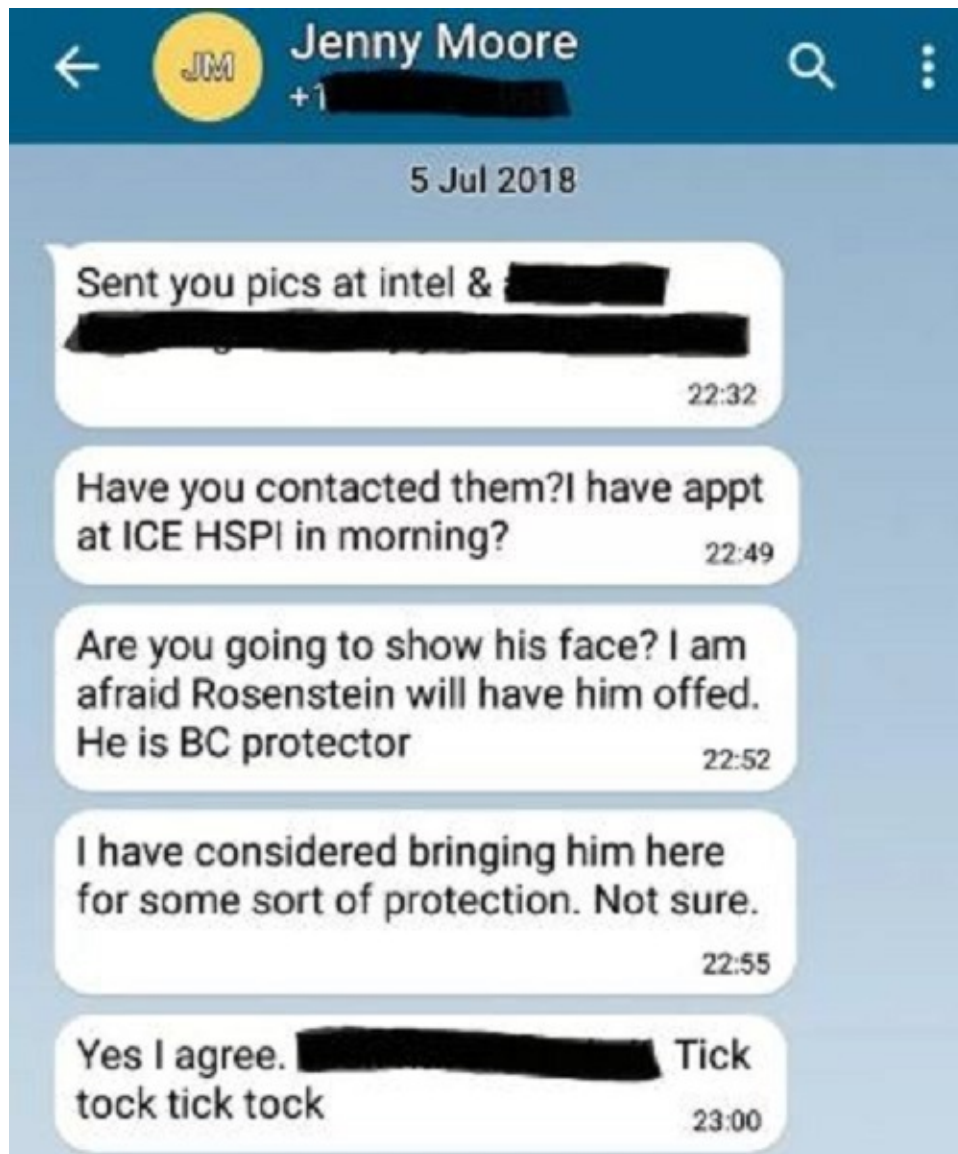 Jenny Moore
JM
+1
5 Jul 2018
Sent you pics at intel &
22:32
Have you contacted them?I have appt
at ICE HSPI in morning?
22:49
Are you going to show his face? I am
afraid Rosenstein will have him offed.
He is BC protector
22:52
I have considered bringing him here
for some sort of protection. Not sure.
22:55
Yes I agree. Tick
tock tick tock
23:00